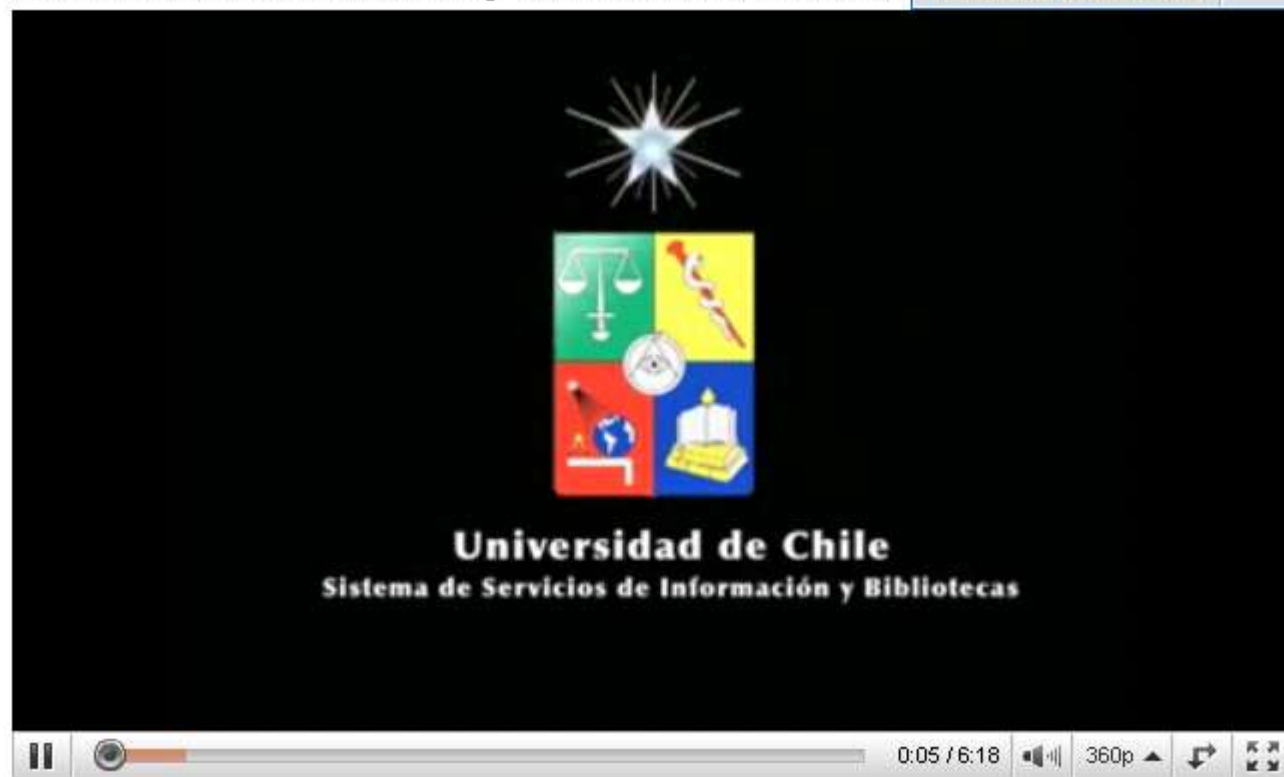 Universidad de Chile
Sistema de Servicios de Información y Bibliotecas
0:05 / 6:18 360p